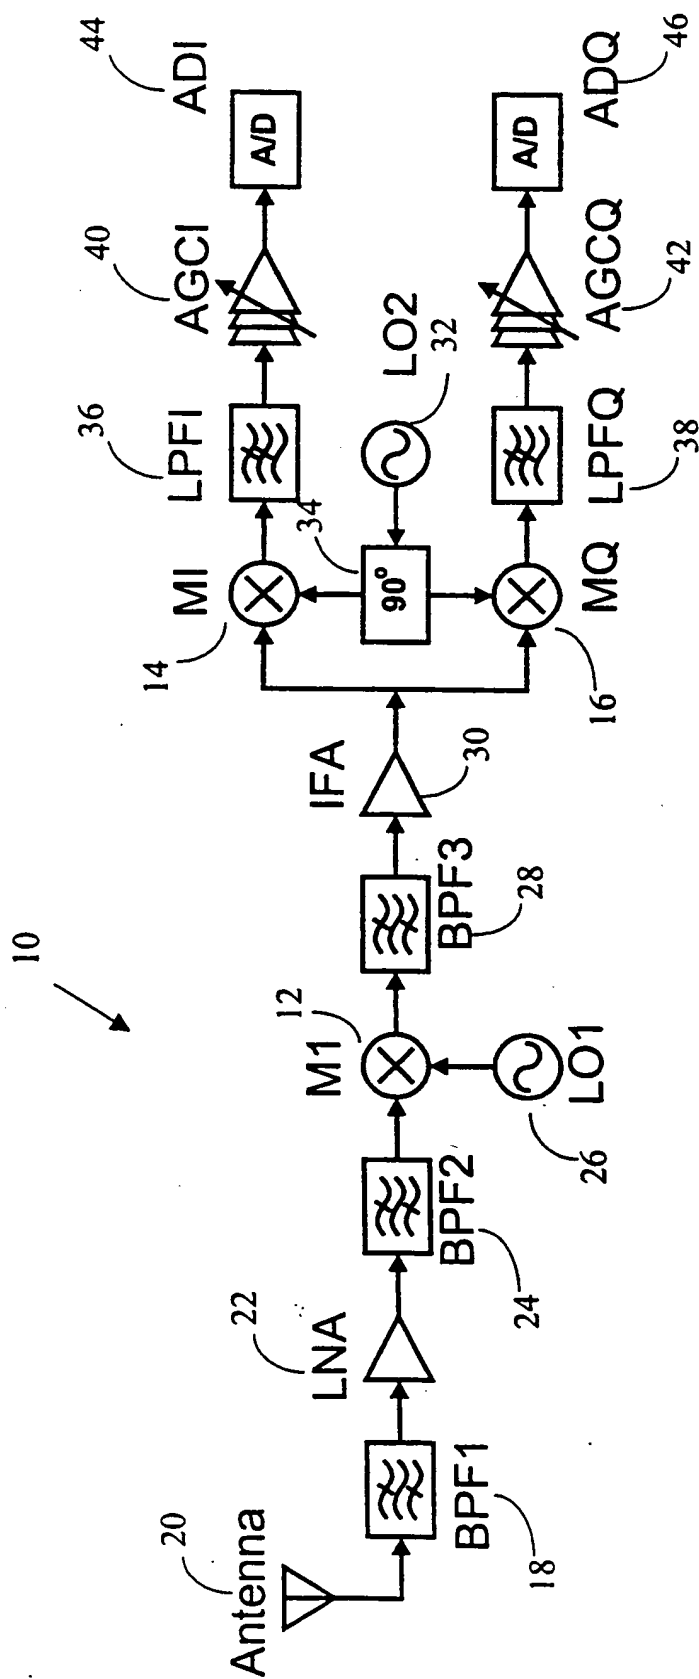 10
20
Antenna
BPF1
18
22
LNA
BPF2
24
M1
12
26
LO1
BPF3
28
IFA
30
14
MI
34
90°
LO2
32
MQ
16
36
LPFI
LPFQ
38
40
AGCI
AGCQ
42
44
ADI
A/D
A/D
ADQ
46